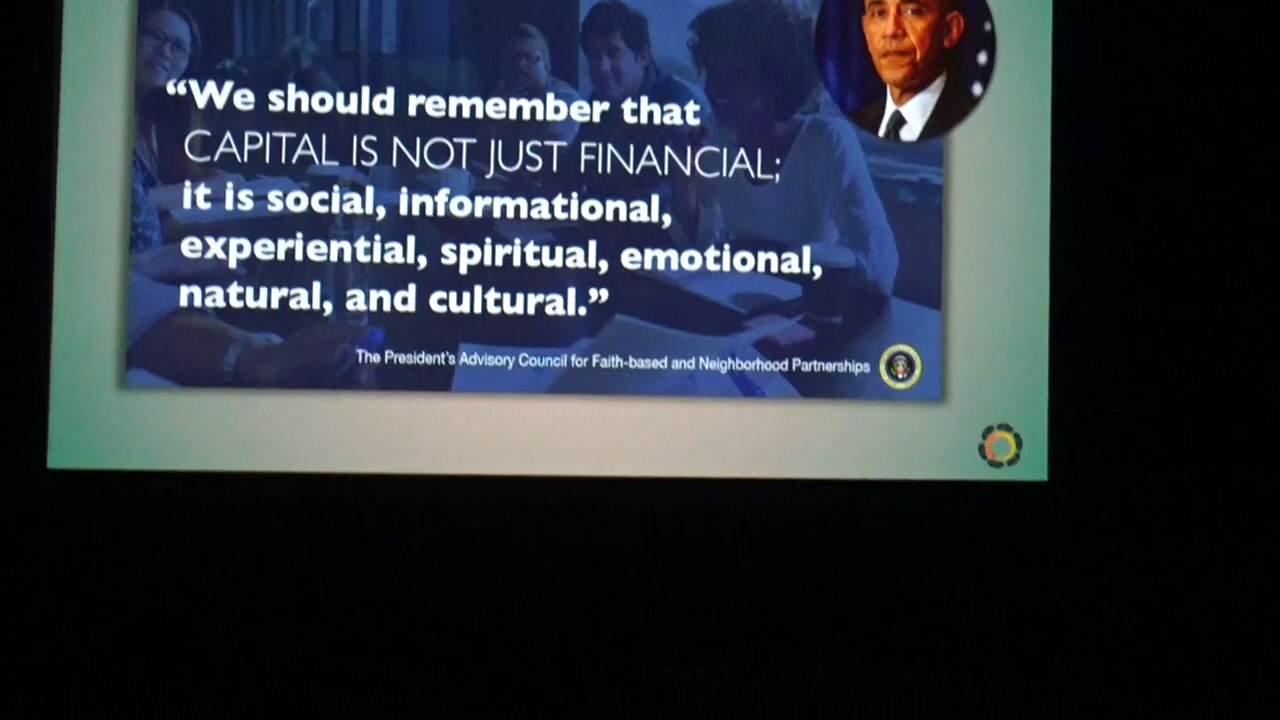 “We should remember that
CAPITAL IS NOT JUST FINANCIAL;
it is social, informational,
experiential, spiritual, emotional,
natural, and cultural.”
The President's Advisory Council for Faith-based and Neighborhood Partnerships